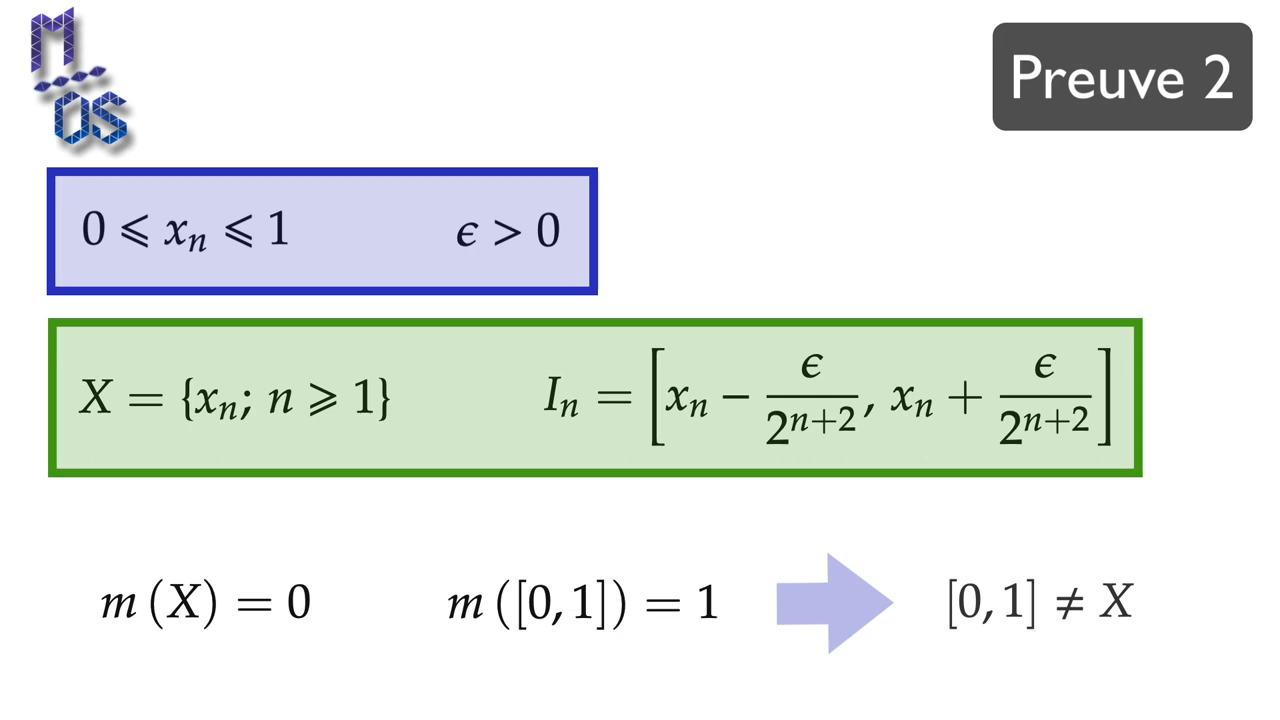 M
OS
Preuve 2
0 ⩽ xₙ ⩽ 1 ϵ > 0
X = {xₙ; n ⩾ 1} Iₙ = [xₙ − ϵ/2ⁿ⁺², xₙ + ϵ/2ⁿ⁺²]
m (X) = 0 m ([0, 1]) = 1 [0, 1] ≠ X